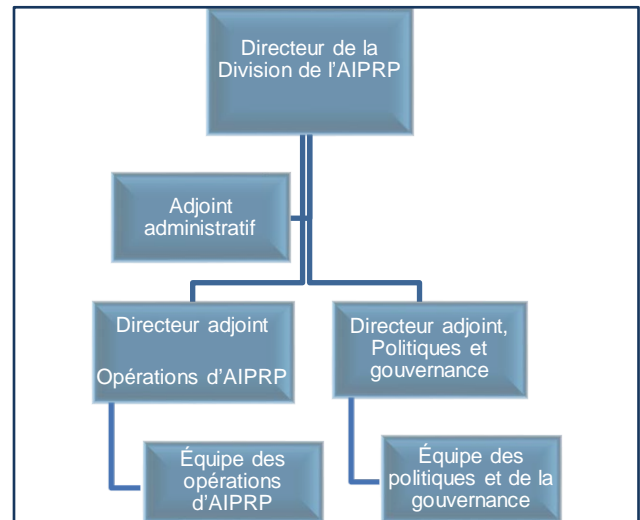 Directeur de la
Division de l'AIPRP
Adjoint
administratif
Directeur adjoint
Opérations d'AIPRP
Directeur adjoint,
Politiques et
gouvernance
Équipe des
opérations
d'AIPRP
Équipe des
politiques et de la
gouvernance